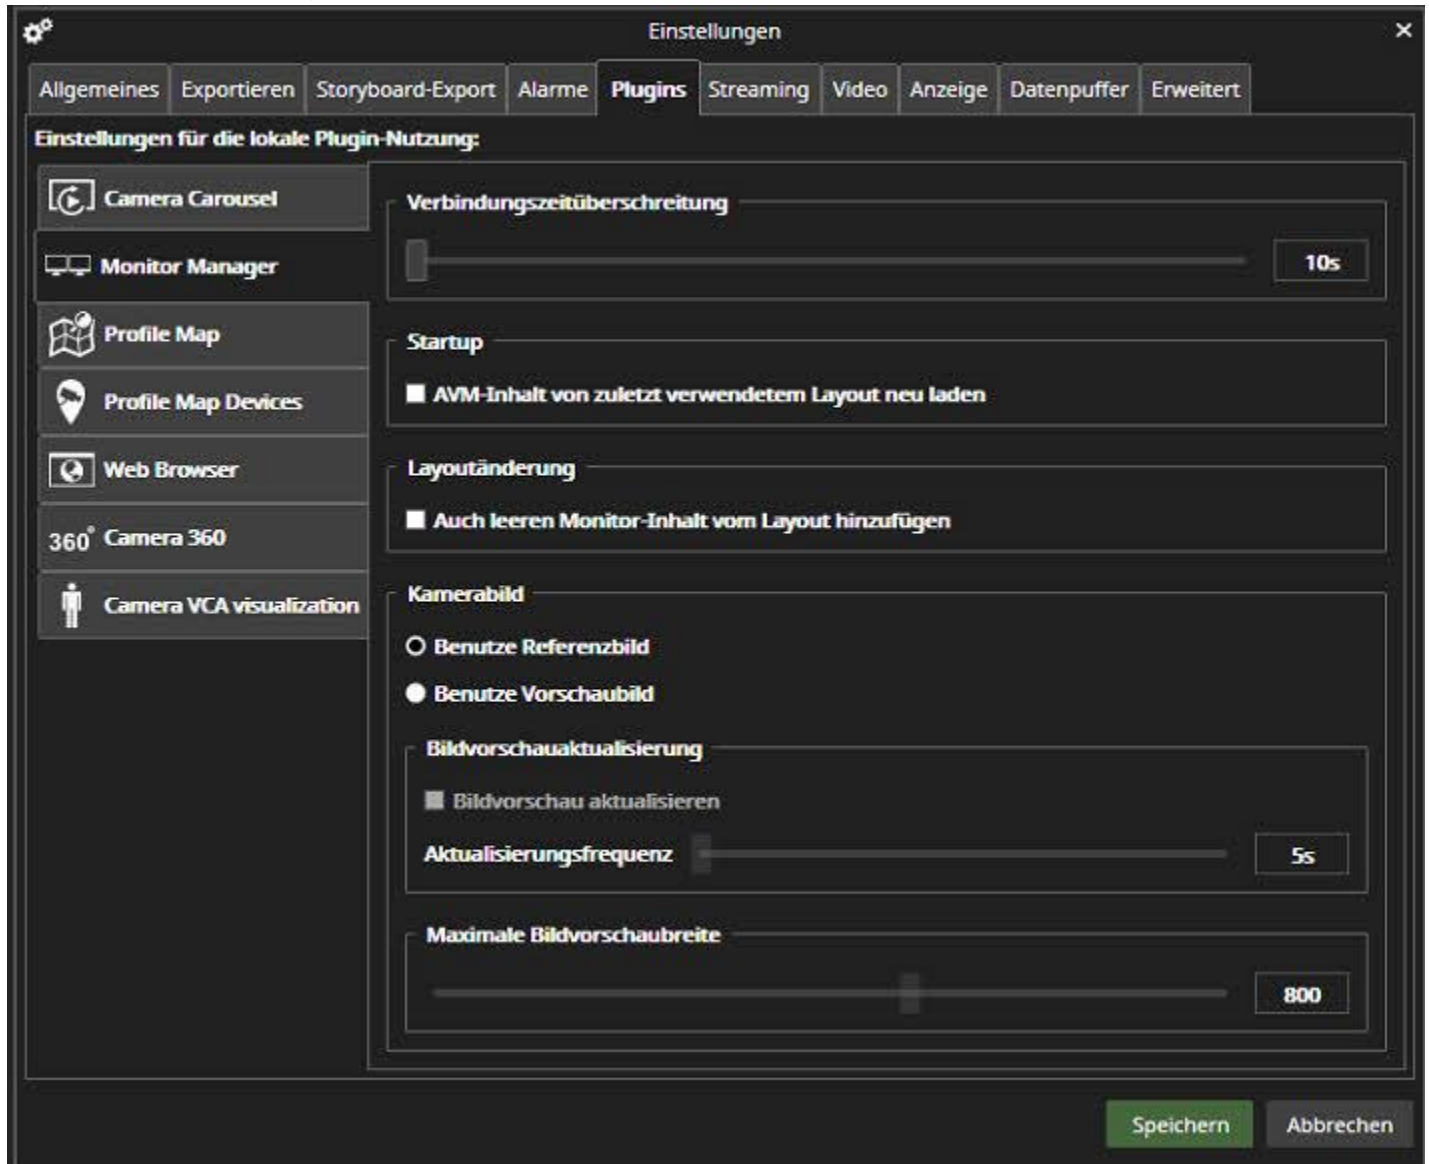 Einstellungen
Allgemeines Exportieren Storyboard-Export Alarme Plugins Streaming Video Anzeige Datenpuffer Erweitert
Einstellungen für die lokale Plugin-Nutzung:
Camera Carousel
Monitor Manager
Profile Map
Profile Map Devices
Web Browser
360° Camera 360
Camera VCA visualization
Verbindungszeitüberschreitung
10s
Startup
AVM-Inhalt von zuletzt verwendetem Layout neu laden
Layoutänderung
Auch leeren Monitor-Inhalt vom Layout hinzufügen
Kamerabild
Benutze Referenzbild
Benutze Vorschaubild
Bildvorschauaktualisierung
Bildvorschau aktualisieren
Aktualisierungsfrequenz 5s
Maximale Bildvorschaubreite
800
Speichern Abbrechen